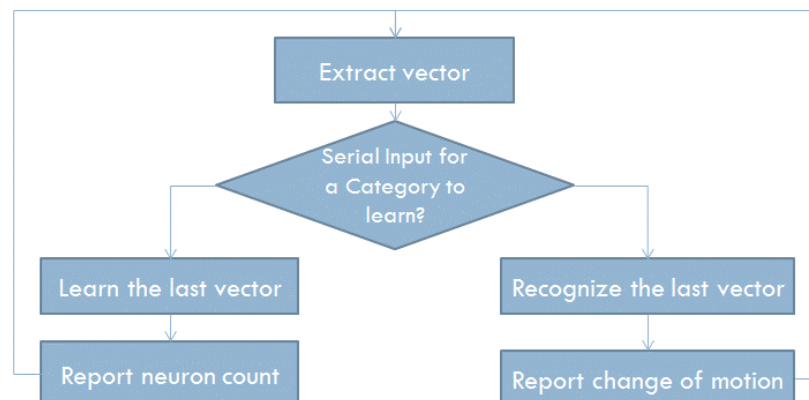 Extract vector
Serial Input for
a Category to
learn?
Learn the last vector
Recognize the last vector
Report neuron count
Report change of motion